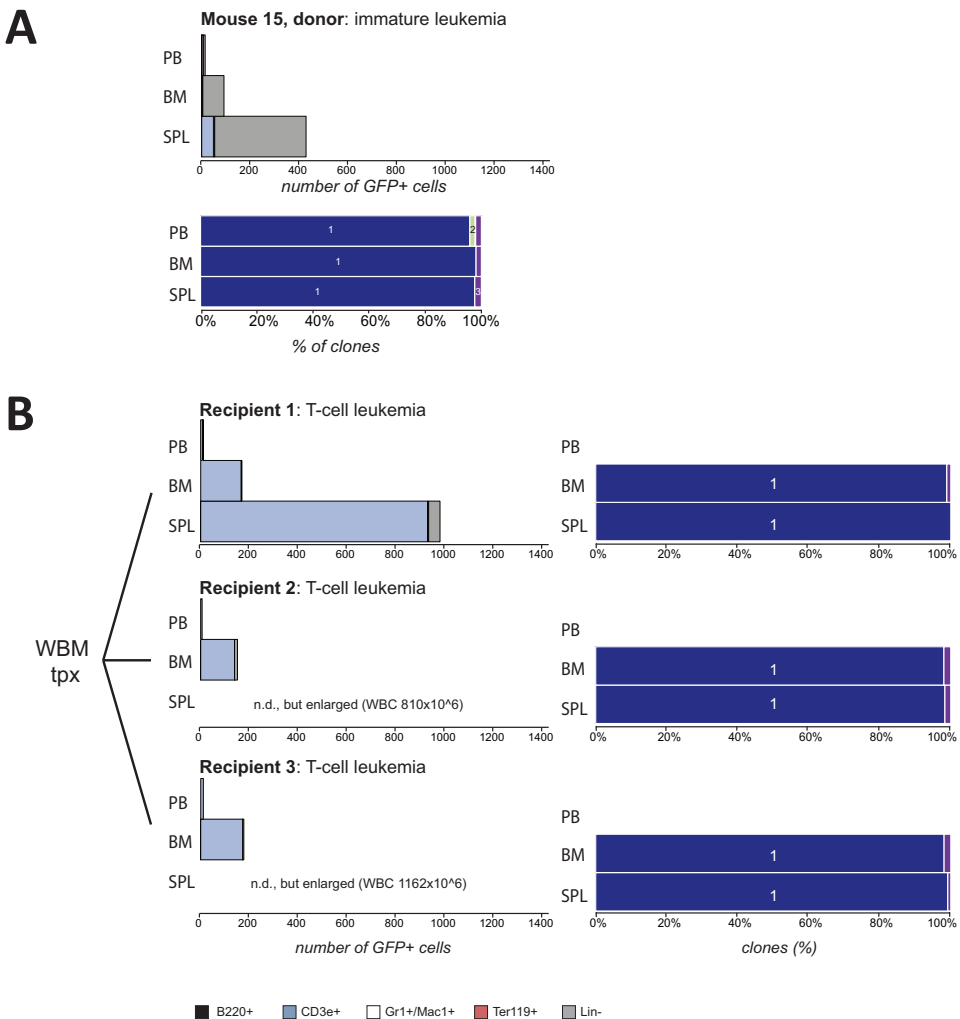 A
Mouse 15, donor: immature leukemia
PB
BM
SPL
0 200 400 600 800 1000 1200 1400
number of GFP+ cells
PB 1 2
BM 1
SPL 1 3
0% 20% 40% 60% 80% 100%
% of clones
B
Recipient 1: T-cell leukemia
PB PB
BM BM 1
SPL SPL 1
0 200 400 600 800 1000 1200 1400 0% 20% 40% 60% 80% 100%
Recipient 2: T-cell leukemia
PB PB
WBM
tpx
BM BM 1
SPL n.d., but enlarged (WBC 810x10^6) SPL 1
0 200 400 600 800 1000 1200 1400 0% 20% 40% 60% 80% 100%
Recipient 3: T-cell leukemia
PB PB
BM BM 1
SPL n.d., but enlarged (WBC 1162x10^6) SPL 1
0 200 400 600 800 1000 1200 1400 0% 20% 40% 60% 80% 100%
number of GFP+ cells clones (%)
B220+ CD3e+ Gr1+/Mac1+ Ter119+ Lin-